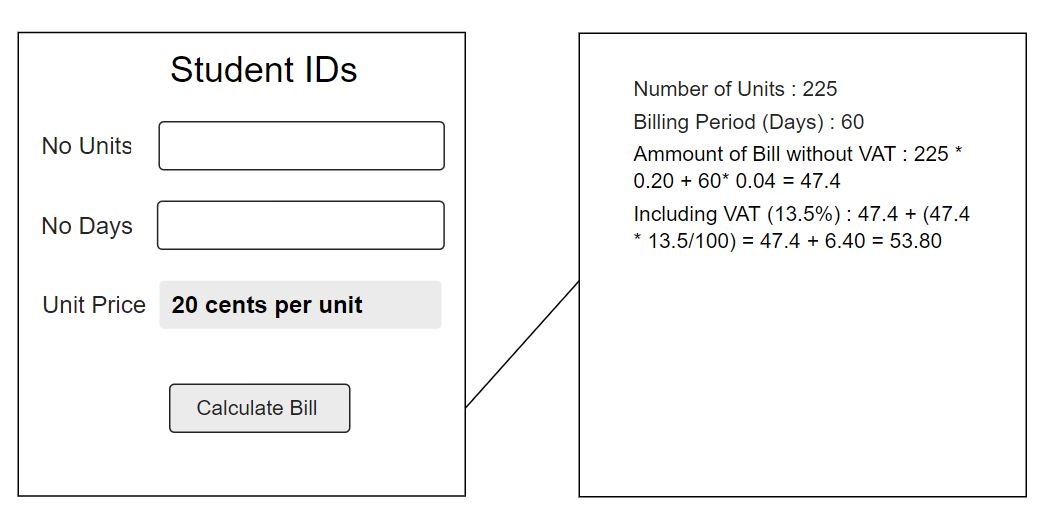 Student IDs
No Units
No Days
Unit Price 20 cents per unit
Calculate Bill
Number of Units : 225
Billing Period (Days) : 60
Ammount of Bill without VAT : 225 *
0.20 + 60* 0.04 = 47.4
Including VAT (13.5%) : 47.4 + (47.4
* 13.5/100) = 47.4 + 6.40 = 53.80